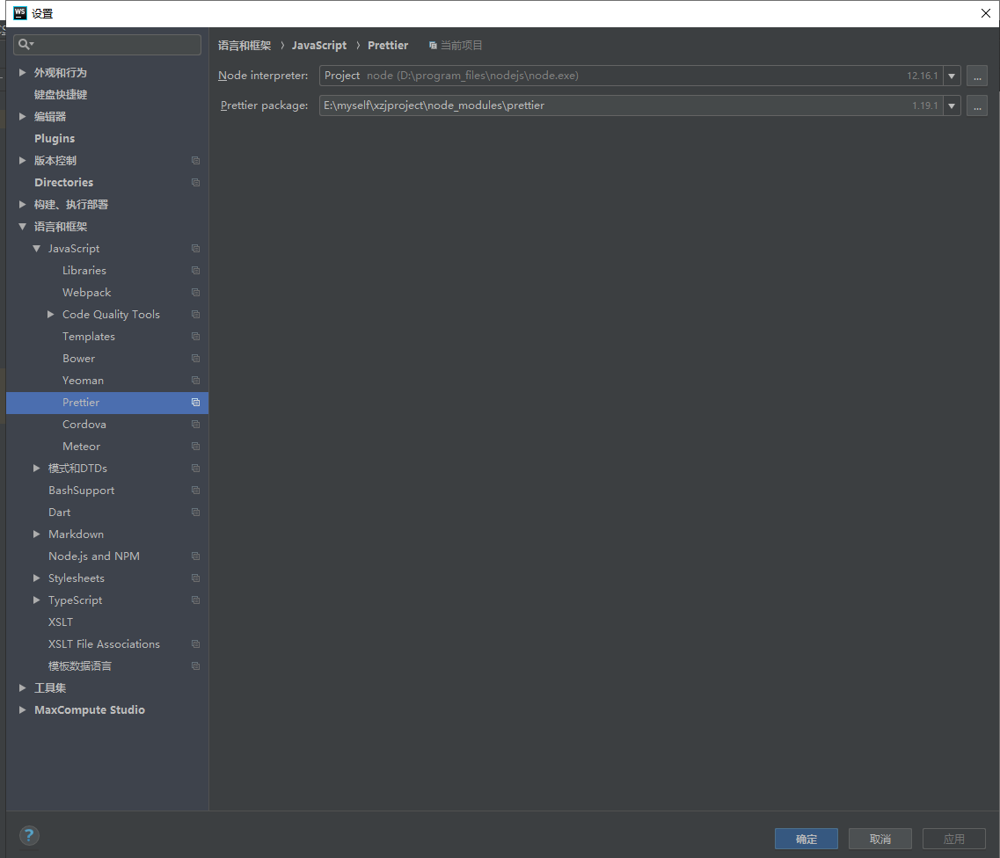 WS 设置
外观和行为
键盘快捷键
编辑器
Plugins
版本控制
Directories
构建、执行部署
语言和框架
JavaScript
Libraries
Webpack
Code Quality Tools
Templates
Bower
Yeoman
Prettier
Cordova
Meteor
模式和DTDs
BashSupport
Dart
Markdown
Node.js and NPM
Stylesheets
TypeScript
XSLT
XSLT File Associations
模板数据语言
工具集
MaxCompute Studio
语言和框架 › JavaScript › Prettier 当前项目
Node interpreter: Project node (D:\program_files\nodejs\node.exe) 12.16.1 ...
Prettier package: E:\myself\xzjproject\node_modules\prettier 1.19.1 ...
?
确定 取消 应用